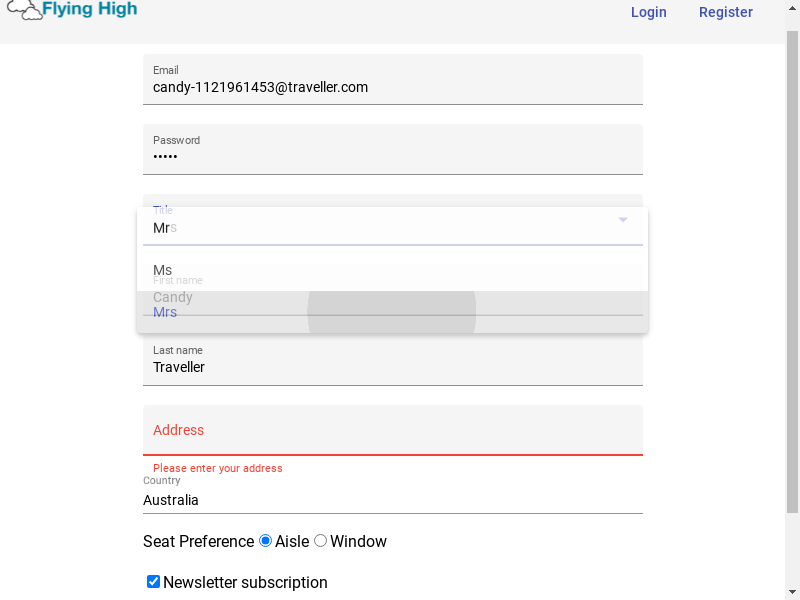 Flying High
Login Register
Email
candy-1121961453@traveller.com
Password
•••••
Title
Mrs
Ms
First name
Candy
Mrs
Last name
Traveller
Address
Please enter your address
Country
Australia
Seat Preference Aisle Window
Newsletter subscription